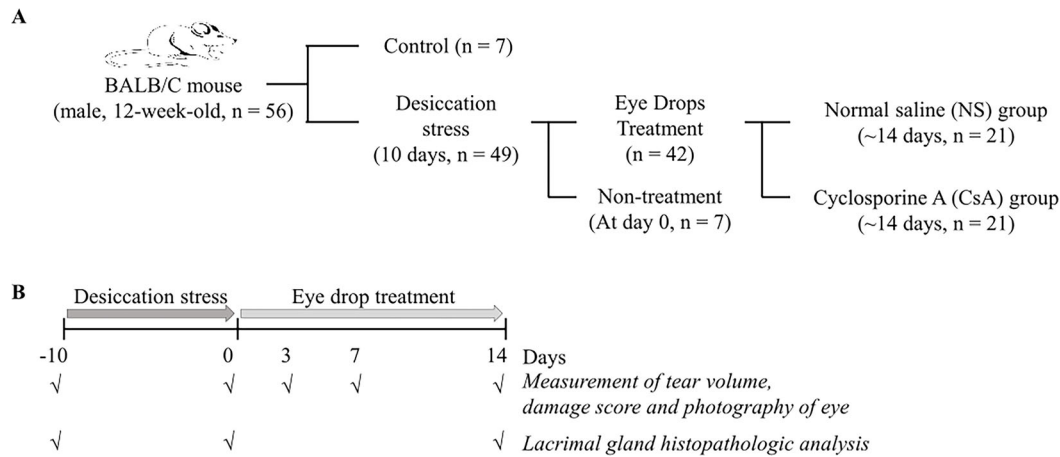 A
BALB/C mouse
(male, 12-week-old, n = 56)
Control (n = 7)
Desiccation
stress
(10 days, n = 49)
Eye Drops
Treatment
(n = 42)
Non-treatment
(At day 0, n = 7)
Normal saline (NS) group
(~14 days, n = 21)
Cyclosporine A (CsA) group
(~14 days, n = 21)
B
Desiccation stress
Eye drop treatment
-10 0 3 7 14 Days
√ √ √ √ √ Measurement of tear volume,
damage score and photography of eye
√ √ √ Lacrimal gland histopathologic analysis